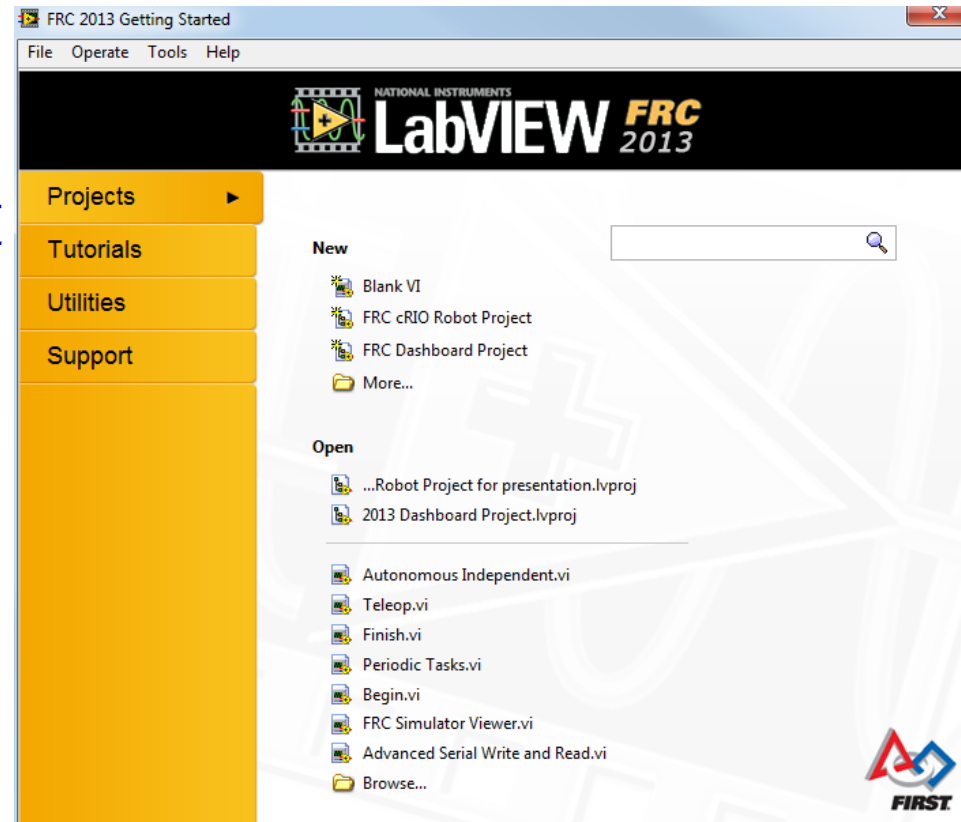 FRC 2013 Getting Started
x
File Operate Tools Help
NATIONAL INSTRUMENTS
LabVIEW FRC 2013
Projects
Tutorials
Utilities
Support
New
Blank VI
FRC cRIO Robot Project
FRC Dashboard Project
More...
Open
...Robot Project for presentation.lvproj
2013 Dashboard Project.lvproj
Autonomous Independent.vi
Teleop.vi
Finish.vi
Periodic Tasks.vi
Begin.vi
FRC Simulator Viewer.vi
Advanced Serial Write and Read.vi
Browse...
FIRST